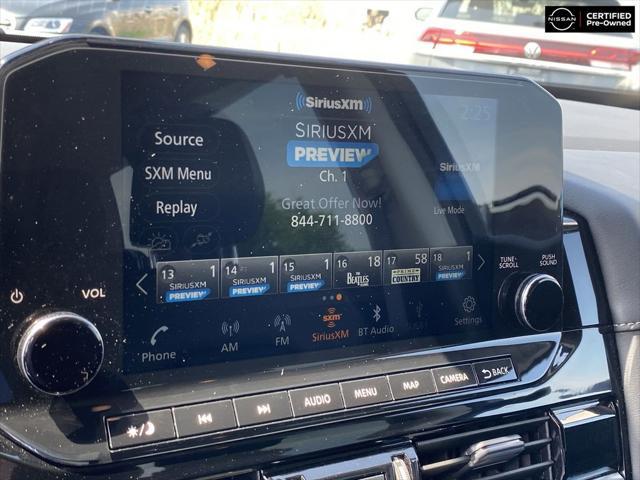 NISSAN
CERTIFIED
Pre-Owned
SiriusXM
2:25
Source
SIRIUSXM
PREVIEW
SiriusXM
SXM Menu
Ch. 1
Replay
Great Offer Now!
844-711-8800
Live Mode
13 1
SIRIUSXM
PREVIEW
14 1
SIRIUSXM
PREVIEW
15 1
SIRIUSXM
PREVIEW
16 18
THE BEATLES
17 58
PRIME
COUNTRY
18 1
SIRIUSXM
PREVIEW
TUNE·
SCROLL
PUSH
SOUND
VOL
Phone
AM
FM
sxm
SiriusXM
BT Audio
Settings
AUDIO
MENU
MAP
CAMERA
BACK